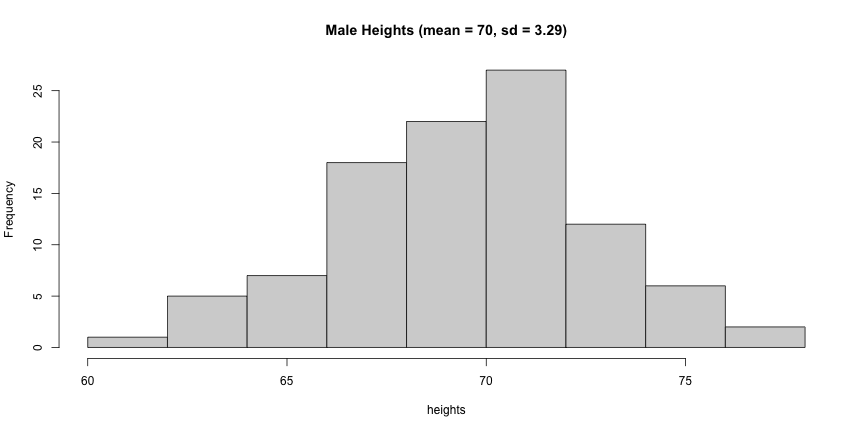 Male Heights (mean = 70, sd = 3.29)
Frequency
25
20
15
10
5
0
60 65 70 75
heights